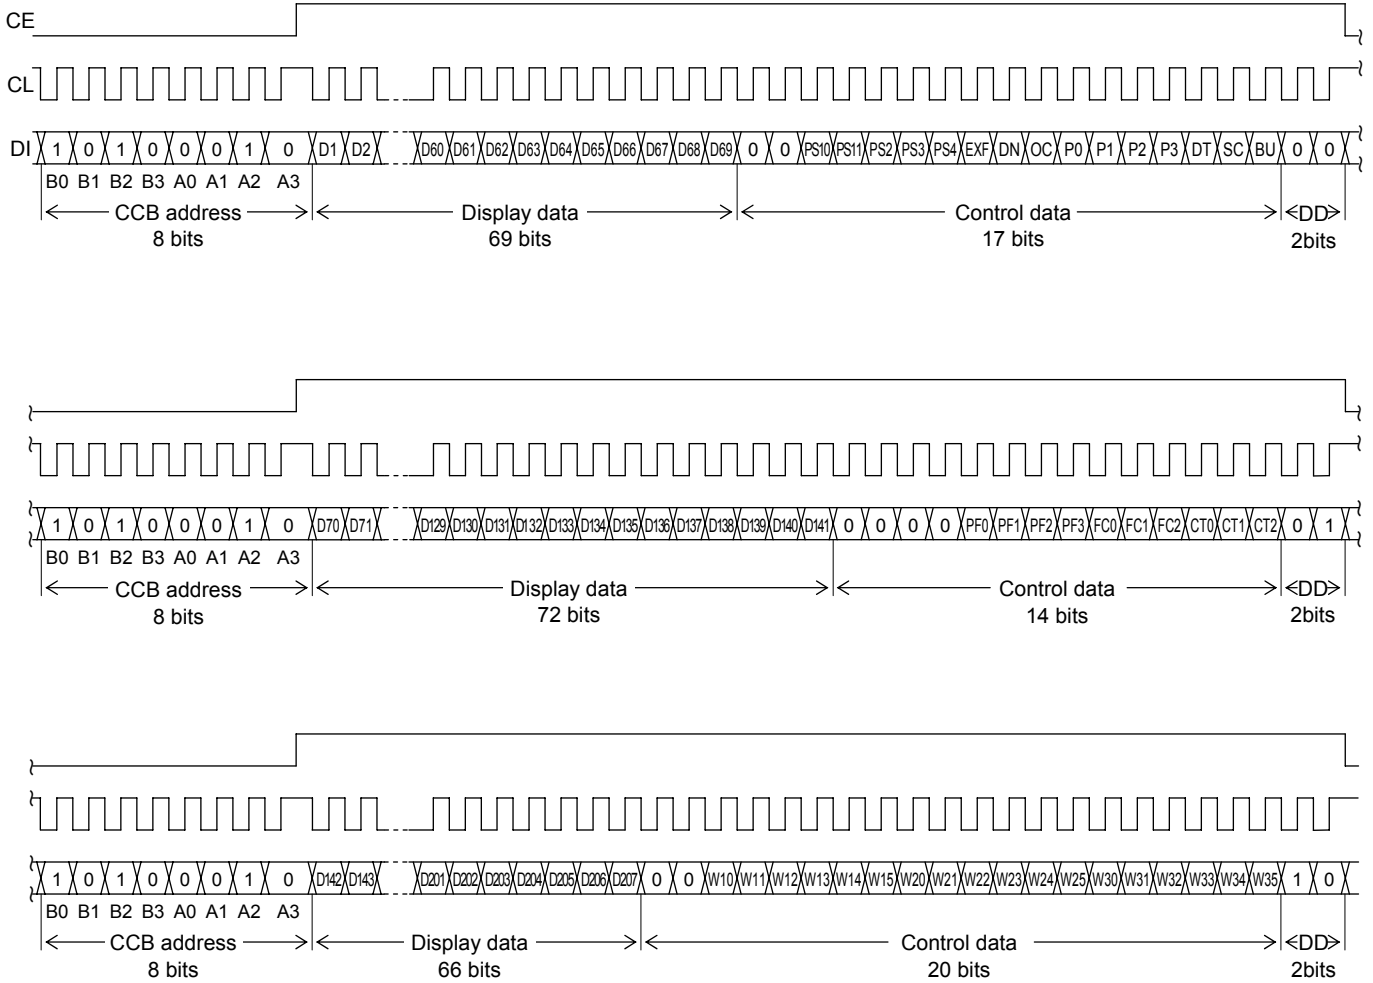 CE
CL
DI 1 0 1 0 0 0 1 0 D1 D2 D60 D61 D62 D63 D64 D65 D66 D67 D68 D69 0 0 PS10 PS11 PS2 PS3 PS4 EXF DN OC P0 P1 P2 P3 DT SC BU 0 0
B0 B1 B2 B3 A0 A1 A2 A3
CCB address Display data Control data DD
8 bits 69 bits 17 bits 2bits
1 0 1 0 0 0 1 0 D70 D71 D129 D130 D131 D132 D133 D134 D135 D136 D137 D138 D139 D140 D141 0 0 0 0 PF0 PF1 PF2 PF3 FC0 FC1 FC2 CT0 CT1 CT2 0 1
B0 B1 B2 B3 A0 A1 A2 A3
CCB address Display data Control data DD
8 bits 72 bits 14 bits 2bits
1 0 1 0 0 0 1 0 D142 D143 D201 D202 D203 D204 D205 D206 D207 0 0 W10 W11 W12 W13 W14 W15 W20 W21 W22 W23 W24 W25 W30 W31 W32 W33 W34 W35 1 0
B0 B1 B2 B3 A0 A1 A2 A3
CCB address Display data Control data DD
8 bits 66 bits 20 bits 2bits